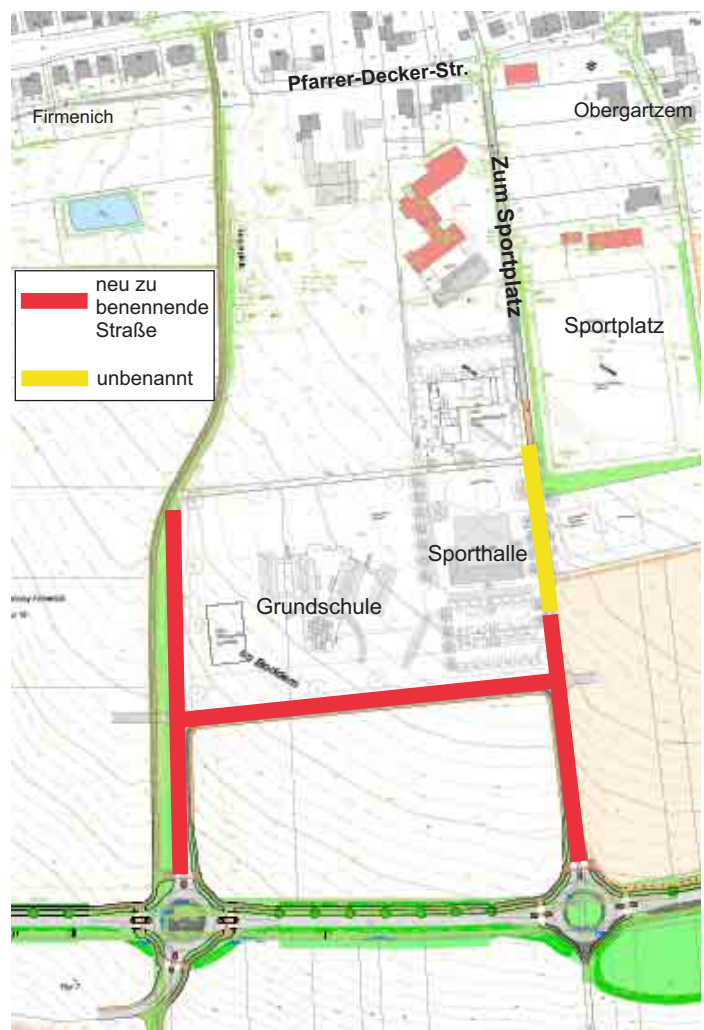 Pfarrer-Decker-Str.
Firmenich
Obergartzem
Zum Sportplatz
neu zu
benennende
Straße
unbenannt
Sportplatz
Sporthalle
Grundschule